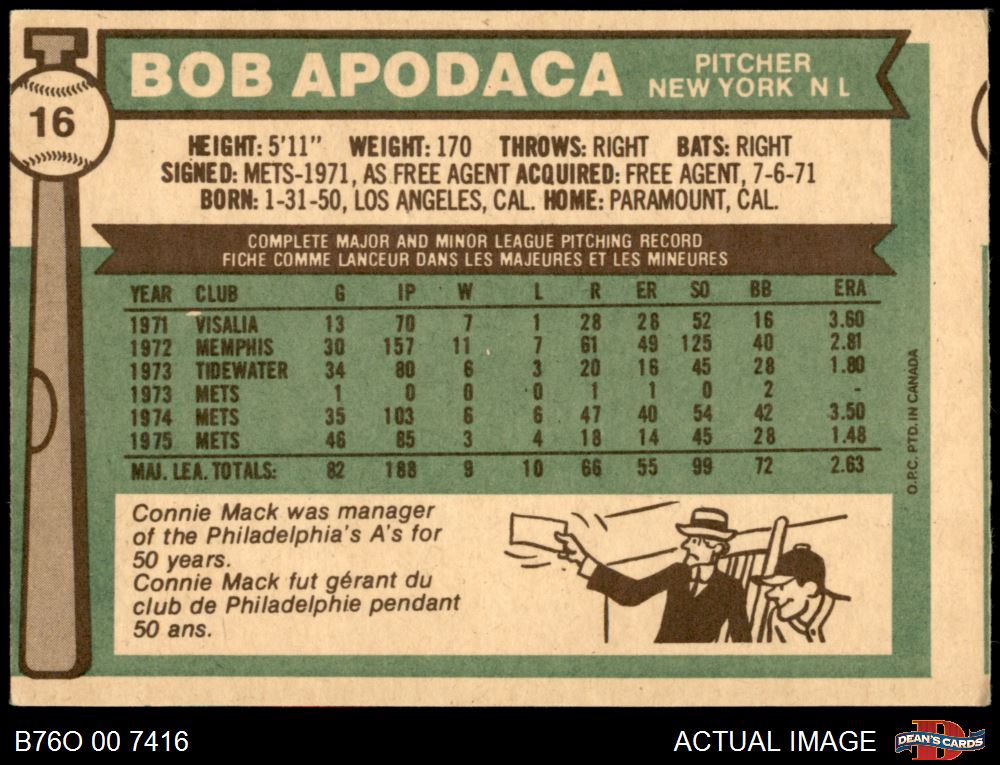 16
BOB APODACA
PITCHER
NEW YORK N L
HEIGHT: 5'11" WEIGHT: 170 THROWS: RIGHT BATS: RIGHT
SIGNED: METS-1971, AS FREE AGENT ACQUIRED: FREE AGENT, 7-6-71
BORN: 1-31-50, LOS ANGELES, CAL. HOME: PARAMOUNT, CAL.
COMPLETE MAJOR AND MINOR LEAGUE PITCHING RECORD
FICHE COMME LANCEUR DANS LES MAJEURES ET LES MINEURES
YEAR CLUB G IP W L R ER SO BB ERA
1971 VISALIA 13 70 7 1 28 28 52 16 3.60
1972 MEMPHIS 30 157 11 7 61 49 125 40 2.81
1973 TIDEWATER 34 80 6 3 20 16 45 28 1.80
1973 METS 1 0 0 0 1 1 0 2 -
1974 METS 35 103 6 6 47 40 54 42 3.50
1975 METS 46 85 3 4 18 14 45 28 1.48
MAJ. LEA. TOTALS: 82 188 9 10 66 55 99 72 2.63
O.P.C. PTD. IN CANADA
Connie Mack was manager
of the Philadelphia's A's for
50 years.
Connie Mack fut gérant du
club de Philadelphie pendant
50 ans.
B76O 00 7416
ACTUAL IMAGE
DEAN'S CARDS